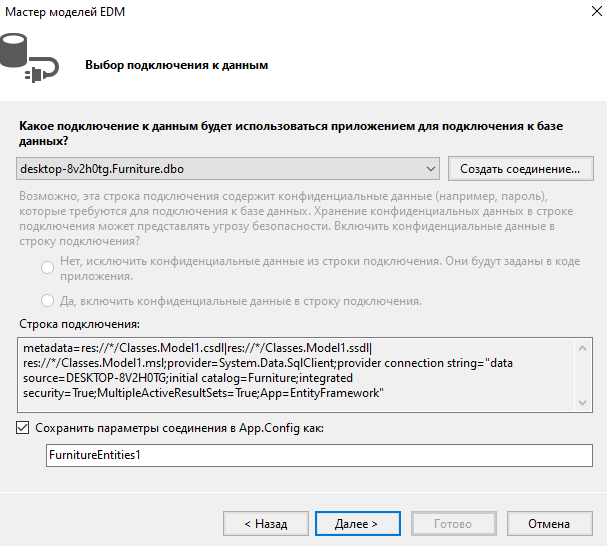 Мастер моделей EDM
Выбор подключения к данным
Какое подключение к данным будет использоваться приложением для подключения к базе
данных?
desktop-8v2h0tg.Furniture.dbo
Создать соединение...
Возможно, эта строка подключения содержит конфиденциальные данные (например, пароль),
которые требуются для подключения к базе данных. Хранение конфиденциальных данных в строке
подключения может представлять угрозу безопасности. Включить конфиденциальные данные в
строку подключения?
Нет, исключить конфиденциальные данные из строки подключения. Они будут заданы в коде
приложения.
Да, включить конфиденциальные данные в строку подключения.
Строка подключения:
metadata=res://*/Classes.Model1.csdl|res://*/Classes.Model1.ssdl|
res://*/Classes.Model1.msl;provider=System.Data.SqlClient;provider connection string="data
source=DESKTOP-8V2H0TG;initial catalog=Furniture;integrated
security=True;MultipleActiveResultSets=True;App=EntityFramework"
Сохранить параметры соединения в App.Config как:
FurnitureEntities1
< Назад
Далее >
Готово
Отмена